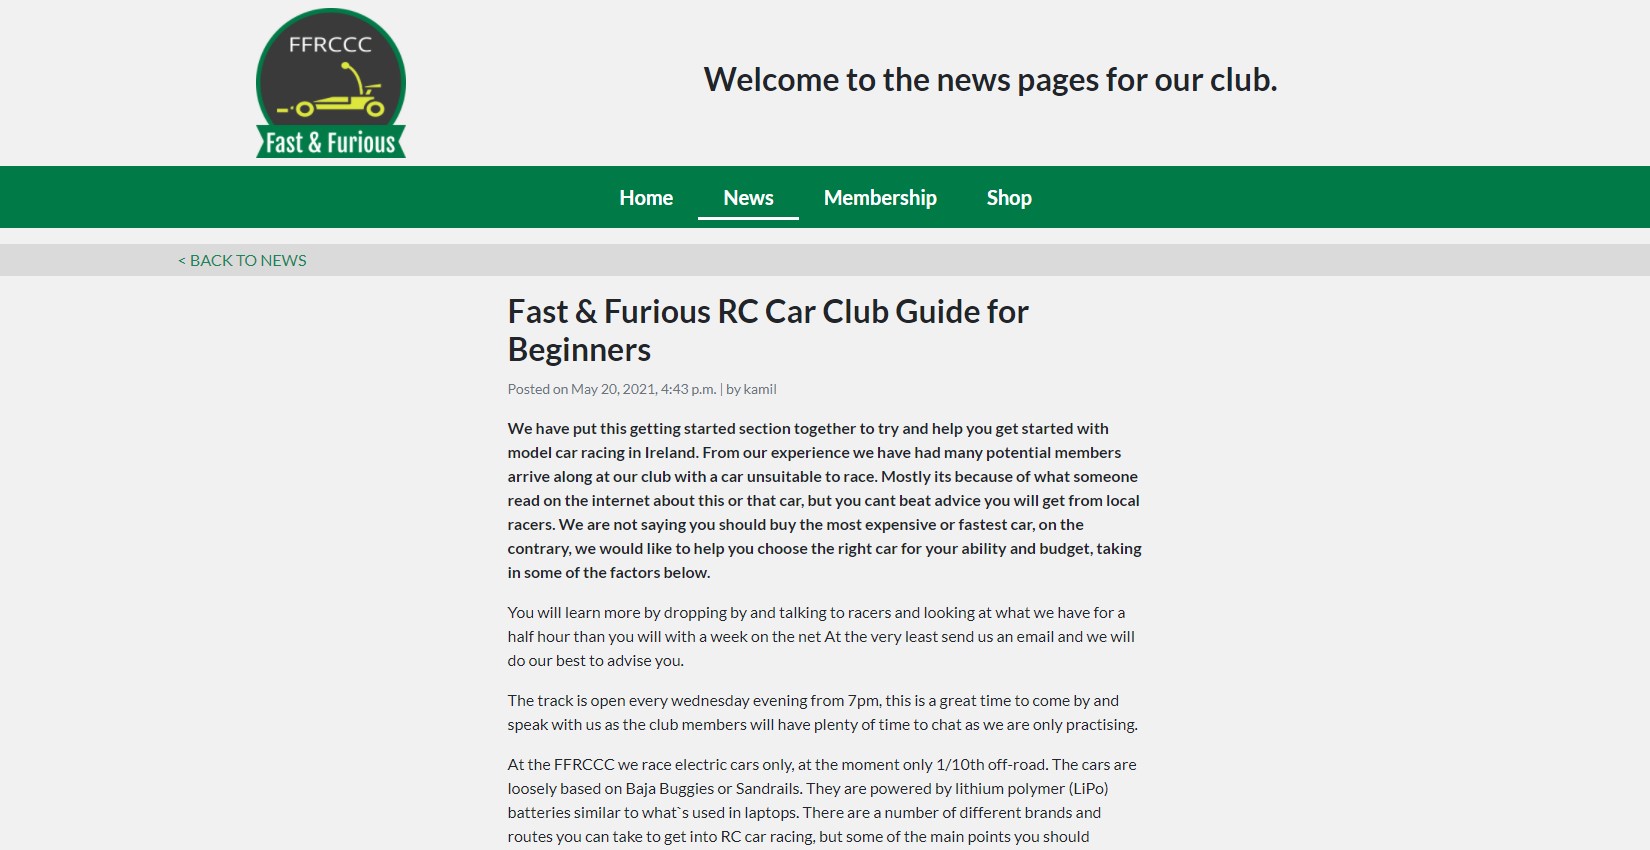 FFRCCC
Fast & Furious
Welcome to the news pages for our club.
Home News Membership Shop
< BACK TO NEWS
Fast & Furious RC Car Club Guide for
Beginners
Posted on May 20, 2021, 4:43 p.m. | by kamil
We have put this getting started section together to try and help you get started with
model car racing in Ireland. From our experience we have had many potential members
arrive along at our club with a car unsuitable to race. Mostly its because of what someone
read on the internet about this or that car, but you cant beat advice you will get from local
racers. We are not saying you should buy the most expensive or fastest car, on the
contrary, we would like to help you choose the right car for your ability and budget, taking
in some of the factors below.
You will learn more by dropping by and talking to racers and looking at what we have for a
half hour than you will with a week on the net At the very least send us an email and we will
do our best to advise you.
The track is open every wednesday evening from 7pm, this is a great time to come by and
speak with us as the club members will have plenty of time to chat as we are only practising.
At the FFRCCC we race electric cars only, at the moment only 1/10th off-road. The cars are
loosely based on Baja Buggies or Sandrails. They are powered by lithium polymer (LiPo)
batteries similar to what`s used in laptops. There are a number of different brands and
routes you can take to get into RC car racing, but some of the main points you should